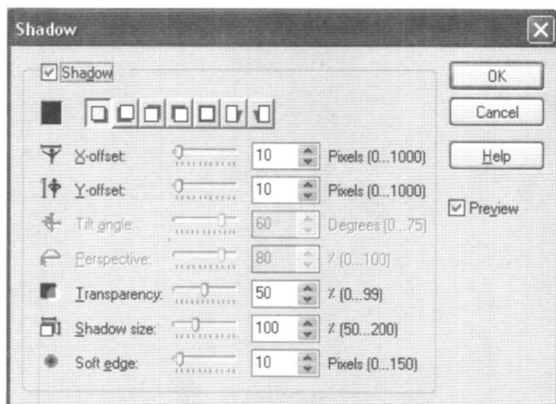 Shadow
Shadow
OK
Cancel
X-offset: 10 Pixels (0...1000)
Help
Y-offset: 10 Pixels (0...1000)
Preview
Tilt angle: 60 Degrees (0...75)
Perspective: 80 % (0...100)
Transparency: 50 % (0...99)
Shadow size: 100 % (50...200)
Soft edge: 10 Pixels (0...150)